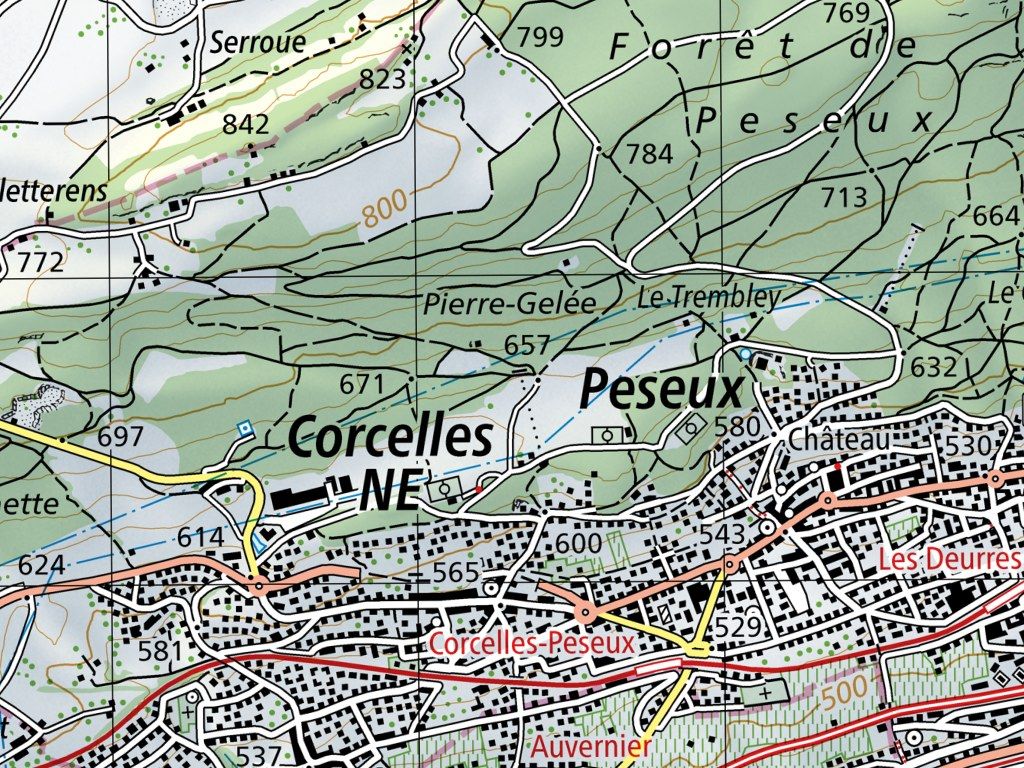 769
Serroue
799
Forêt de
823
842
Peseux
784
letterens
713
800
664
772
Pierre-Gelée
Le Trembley
Le
657
632
671
Peseux
697
Corcelles
NE
580
Château
530
ette
614
600
543
624
565
Les Deurres
529
Corcelles-Peseux
581
500
537
Auvernier
t